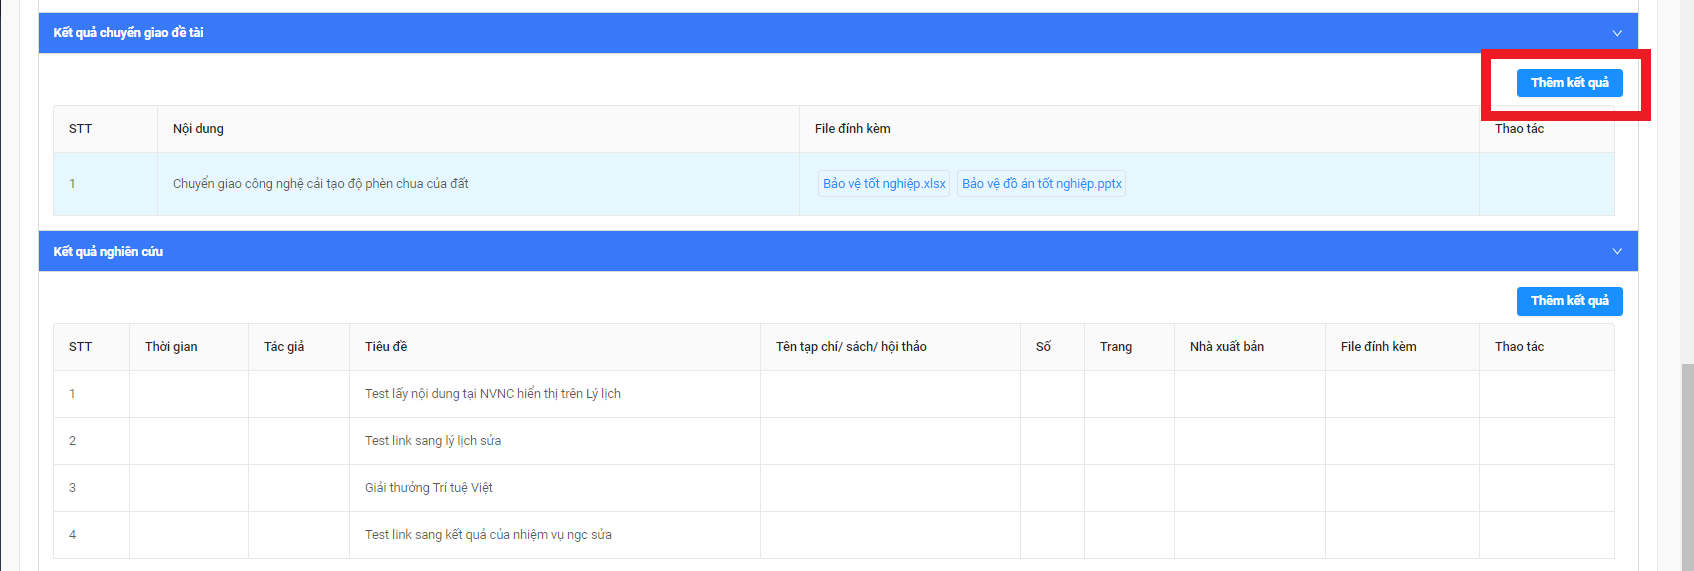 Kết quả chuyển giao đề tài
Thêm kết quả
STT Nội dung File đính kèm Thao tác
1 Chuyển giao công nghệ cải tạo độ phèn chua của đất Bảo vệ tốt nghiệp.xlsx Bảo vệ đồ án tốt nghiệp.pptx
Kết quả nghiên cứu
Thêm kết quả
STT Thời gian Tác giả Tiêu đề Tên tạp chí/ sách/ hội thảo Số Trang Nhà xuất bản File đính kèm Thao tác
1 Test lấy nội dung tại NVNC hiển thị trên Lý lịch
2 Test link sang lý lịch sửa
3 Giải thưởng Trí tuệ Việt
4 Test link sang kết quả của nhiệm vụ ngc sửa